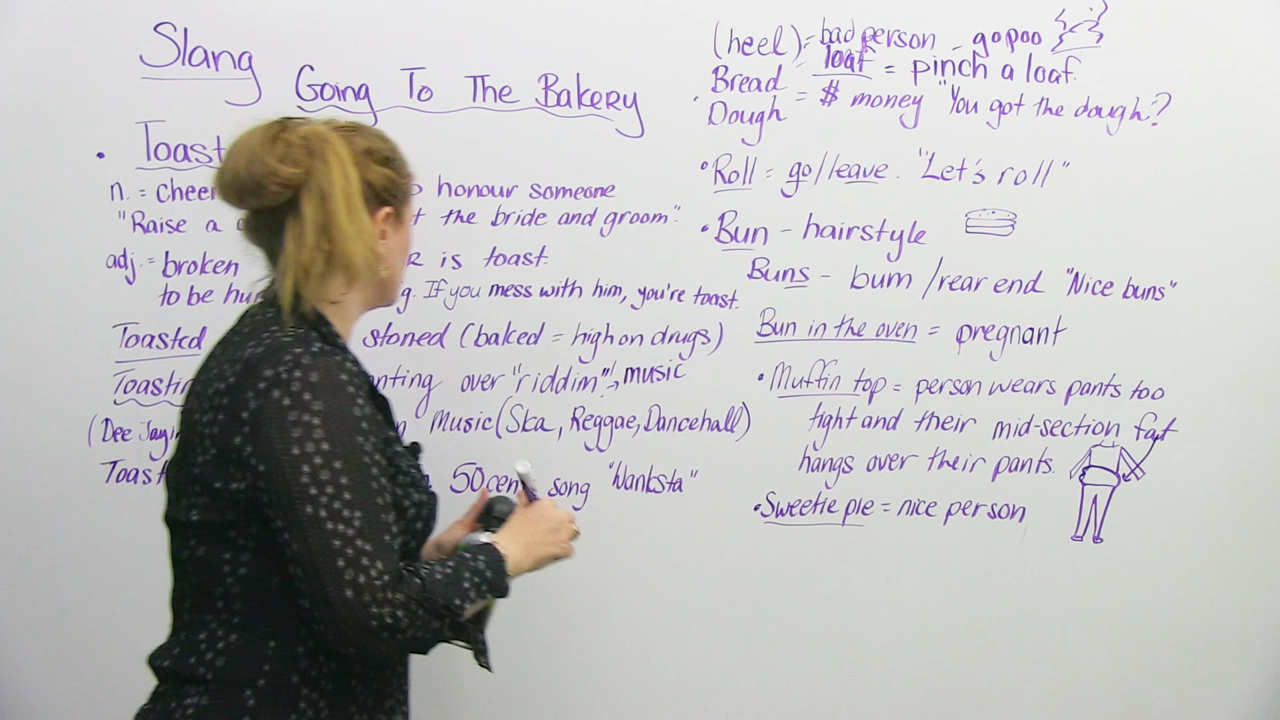 Slang
Going To The Bakery
• Toast
n. = cheer honour someone
"Raise a the bride and groom".
adj. = broken R is toast.
to be hur g. If you mess with him, you're toast.
Toasted stoned (baked = high on drugs)
Toastin nting over "riddim" → music
(Dee Jayi Music (Ska, Reggae, Dancehall)
Toast 50cen song "Wanksta"
(heel) = bad person - go poo
Bread loaf = pinch a loaf.
Dough = $ money "You got the dough?
• Roll = go/leave. "Let's roll"
• Bun - hairstyle
Buns - bum /rear end "Nice buns"
Bun in the oven = pregnant
• Muffin top = person wears pants too
tight and their mid-section fat
hangs over their pants.
• Sweetie pie = nice person